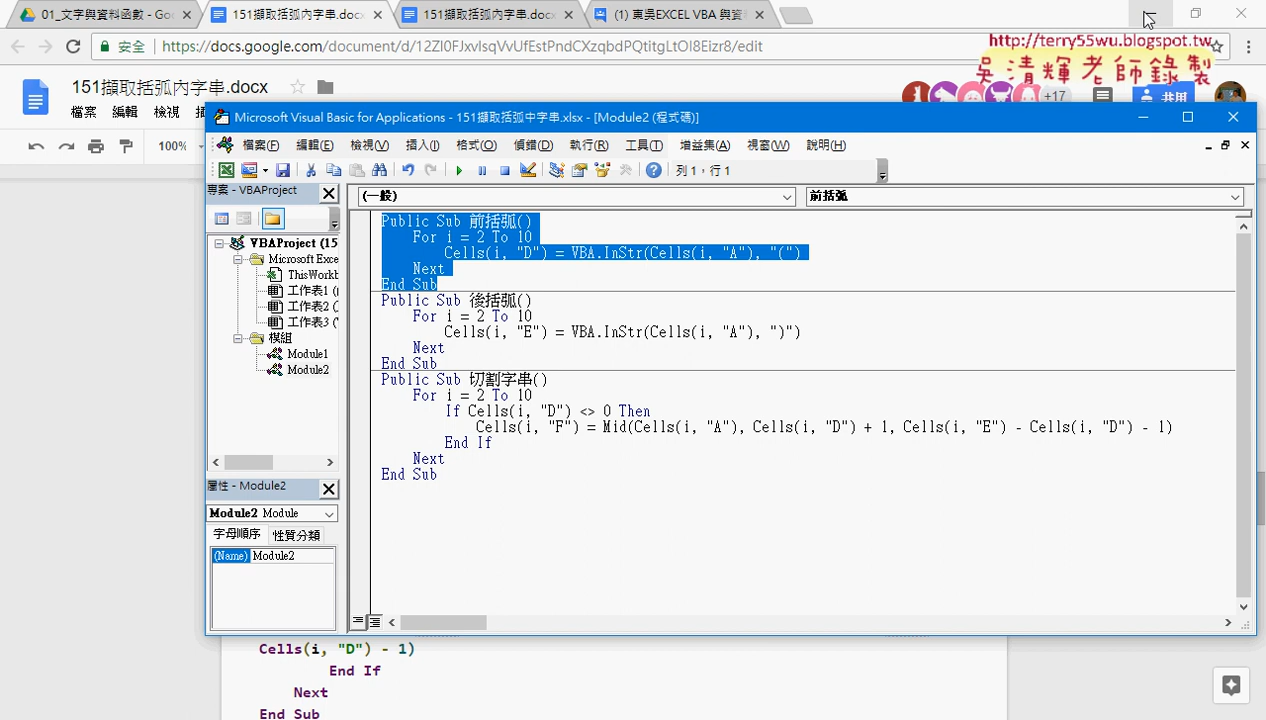 01_文字與資料函數 - Goo
151擷取括弧內字串.docx
151擷取括弧內字串.docx
(1) 東吳EXCEL VBA 與資
安全
https://docs.google.com/document/d/12ZI0FJxvIsqVvUfEstPndCXzqbdPQtitgLtOI8Eizr8/edit
http://terry55wu.blogspot.tw
吳清輝老師錄製
151擷取括弧內字串.docx
檔案 編輯 檢視
+17
共用
100%
Microsoft Visual Basic for Applications - 151擷取括弧中字串.xlsx - [Module2 (程式碼)]
檔案(F) 編輯(E) 檢視(V) 插入(I) 格式(O) 偵錯(D) 執行(R) 工具(T) 增益集(A) 視窗(W) 說明(H)
列 1，行 1
專案 - VBAProject
(一般)
前括弧
VBAProject (15
Microsoft Exce
ThisWorkb
工作表1
工作表2
工作表3
模組
Module1
Module2
屬性 - Module2
Module2 Module
字母順序 性質分類
(Name) Module2
Public Sub 前括弧()
For i = 2 To 10
Cells(i, "D") = VBA.InStr(Cells(i, "A"), "(")
Next
End Sub
Public Sub 後括弧()
For i = 2 To 10
Cells(i, "E") = VBA.InStr(Cells(i, "A"), ")")
Next
End Sub
Public Sub 切割字串()
For i = 2 To 10
If Cells(i, "D") <> 0 Then
Cells(i, "F") = Mid(Cells(i, "A"), Cells(i, "D") + 1, Cells(i, "E") - Cells(i, "D") - 1)
End If
Next
End Sub
Cells(i, "D") - 1)
End If
Next
End Sub